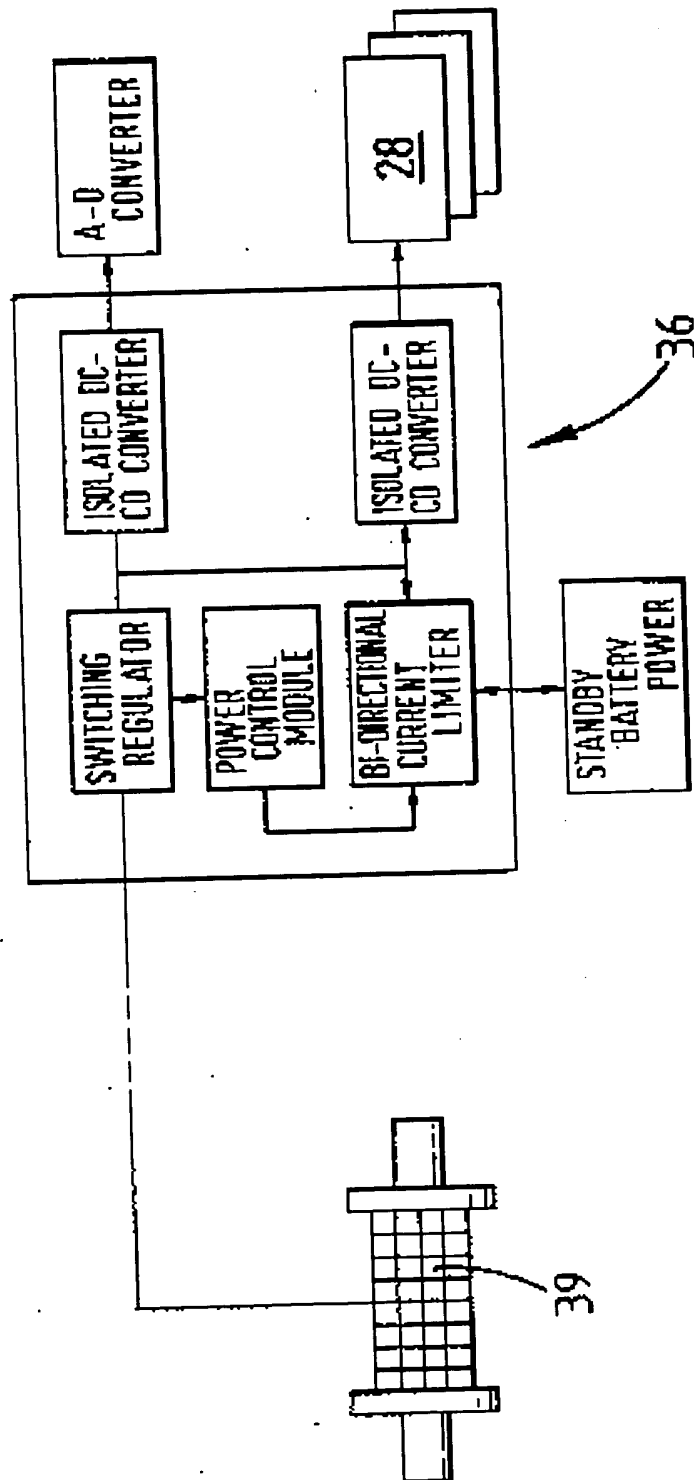 SWITCHING
REGULATOR
ISOLATED DC-
CD CONVERTER
A-D
CONVERTER
POWER
CONTROL
MODULE
BI-DIRECTIONAL
CURRENT
LIMITER
ISOLATED DC-
CD CONVERTER
28
STANDBY
BATTERY
POWER
36
39